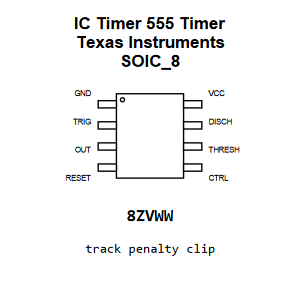 IC Timer 555 Timer
Texas Instruments
SOIC_8
GND VCC
TRIG DISCH
OUT THRESH
RESET CTRL
8ZVWW
track penalty clip